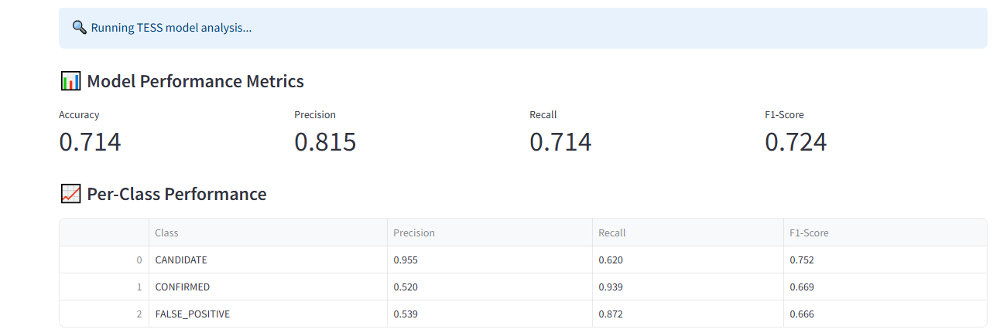 🔍 Running TESS model analysis...
📊 Model Performance Metrics
Accuracy Precision Recall F1-Score
0.714 0.815 0.714 0.724
📈 Per-Class Performance
Class Precision Recall F1-Score
0 CANDIDATE 0.955 0.620 0.752
1 CONFIRMED 0.520 0.939 0.669
2 FALSE_POSITIVE 0.539 0.872 0.666